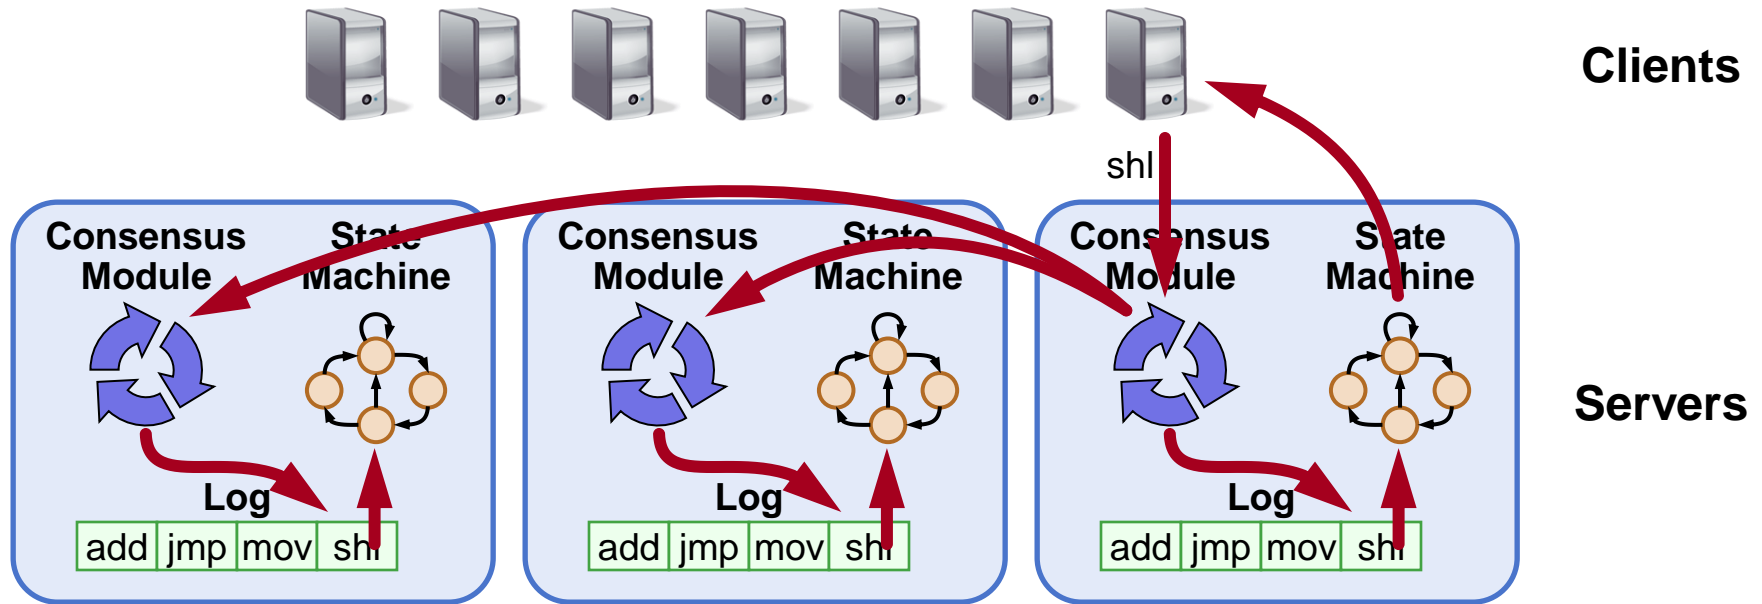 Clients
shl
Consensus Module
State Machine
Consensus Module
State Machine
Consensus Module
State Machine
Servers
Log
Log
Log
add jmp mov shl
add jmp mov shl
add jmp mov shl